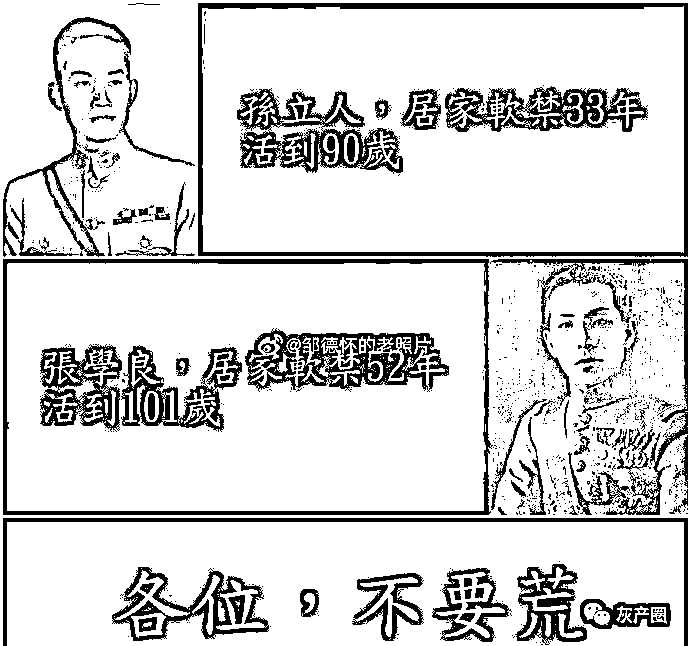 孫立人，居家軟禁33年
活到90歲
@邹德怀的老照片
張學良，居家軟禁52年
活到101歲
各位，不要荒
灰产圈